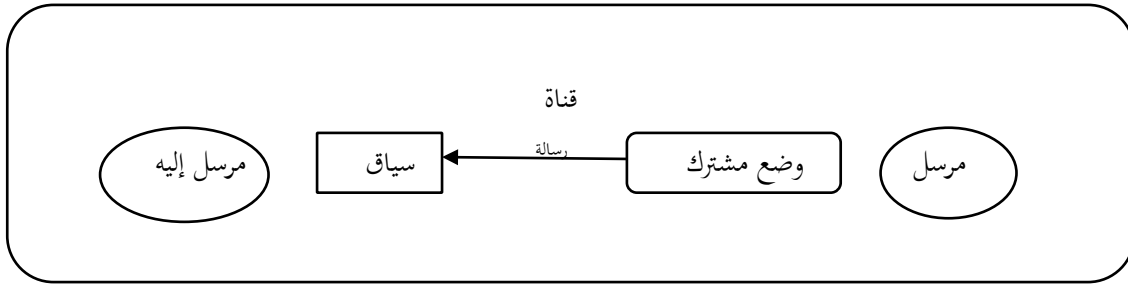 قناة
مرسل
وضع مشترك
رسالة
سياق
مرسل إليه